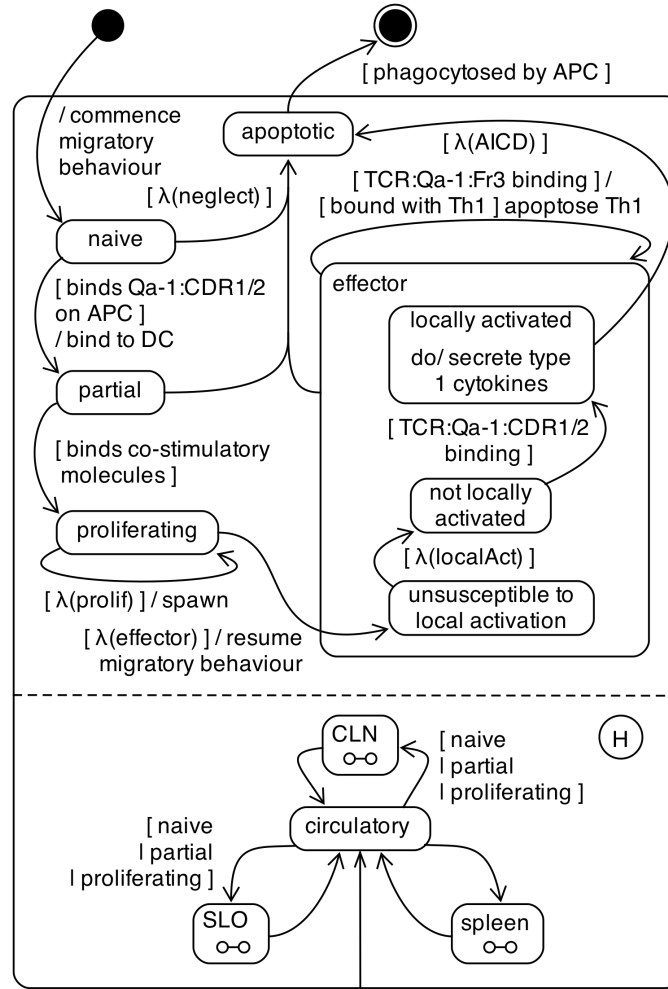 [ phagocytosed by APC ]
/ commence
migratory
behaviour
apoptotic
[ λ(AICD) ]
[ λ(neglect) ]
[ TCR:Qa-1:Fr3 binding ] /
[ bound with Th1 ] apoptose Th1
naive
effector
[ binds Qa-1:CDR1/2
on APC ]
/ bind to DC
locally activated
do/ secrete type
1 cytokines
partial
[ TCR:Qa-1:CDR1/2
binding ]
[ binds co-stimulatory
molecules ]
not locally
activated
proliferating
[ λ(localAct) ]
[ λ(prolif) ] / spawn
unsusceptible to
local activation
[ λ(effector) ] / resume
migratory behaviour
CLN
H
[ naive
| partial
| proliferating ]
circulatory
[ naive
| partial
| proliferating ]
SLO
spleen